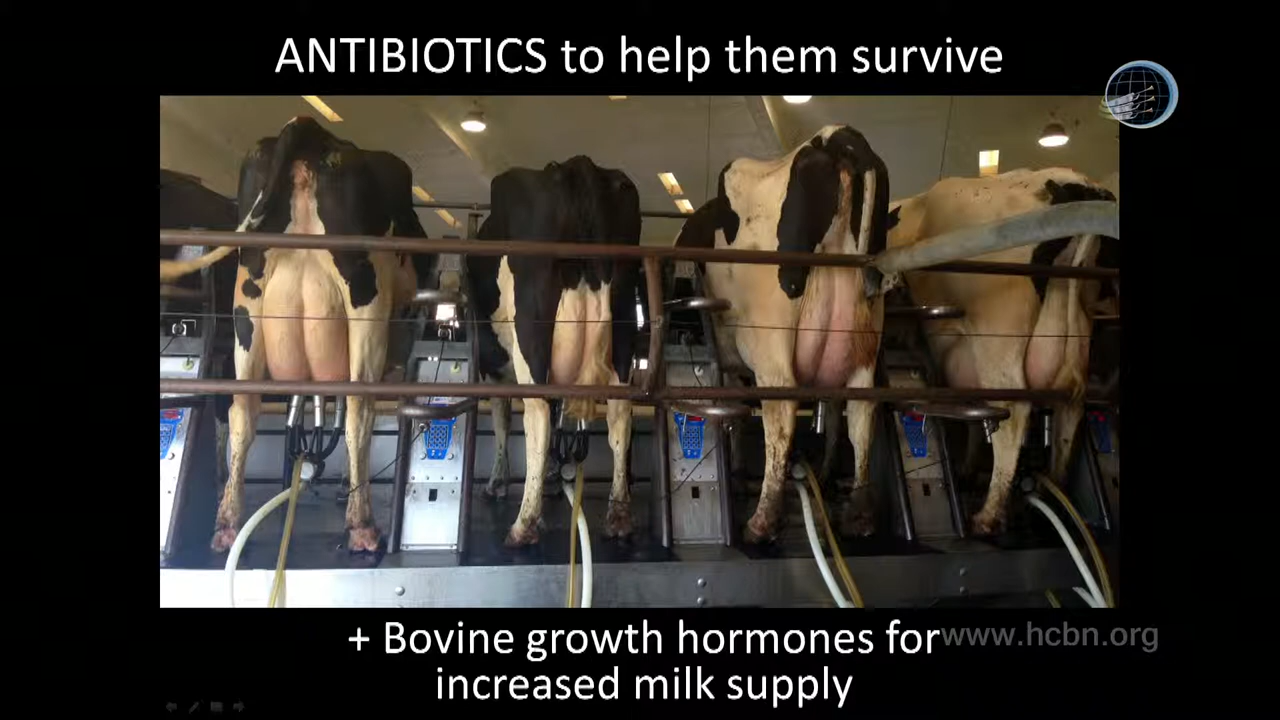 ANTIBIOTICS to help them survive
+ Bovine growth hormones for
www.hcbn.org
increased milk supply